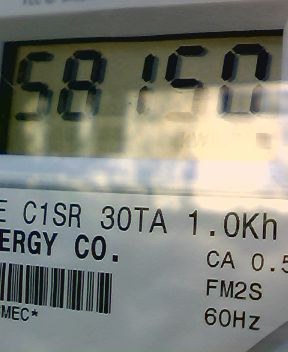 58150
E C1SR 30TA 1.0Kh
ERGY CO.
CA 0.5
FM2S
60Hz
MEC*